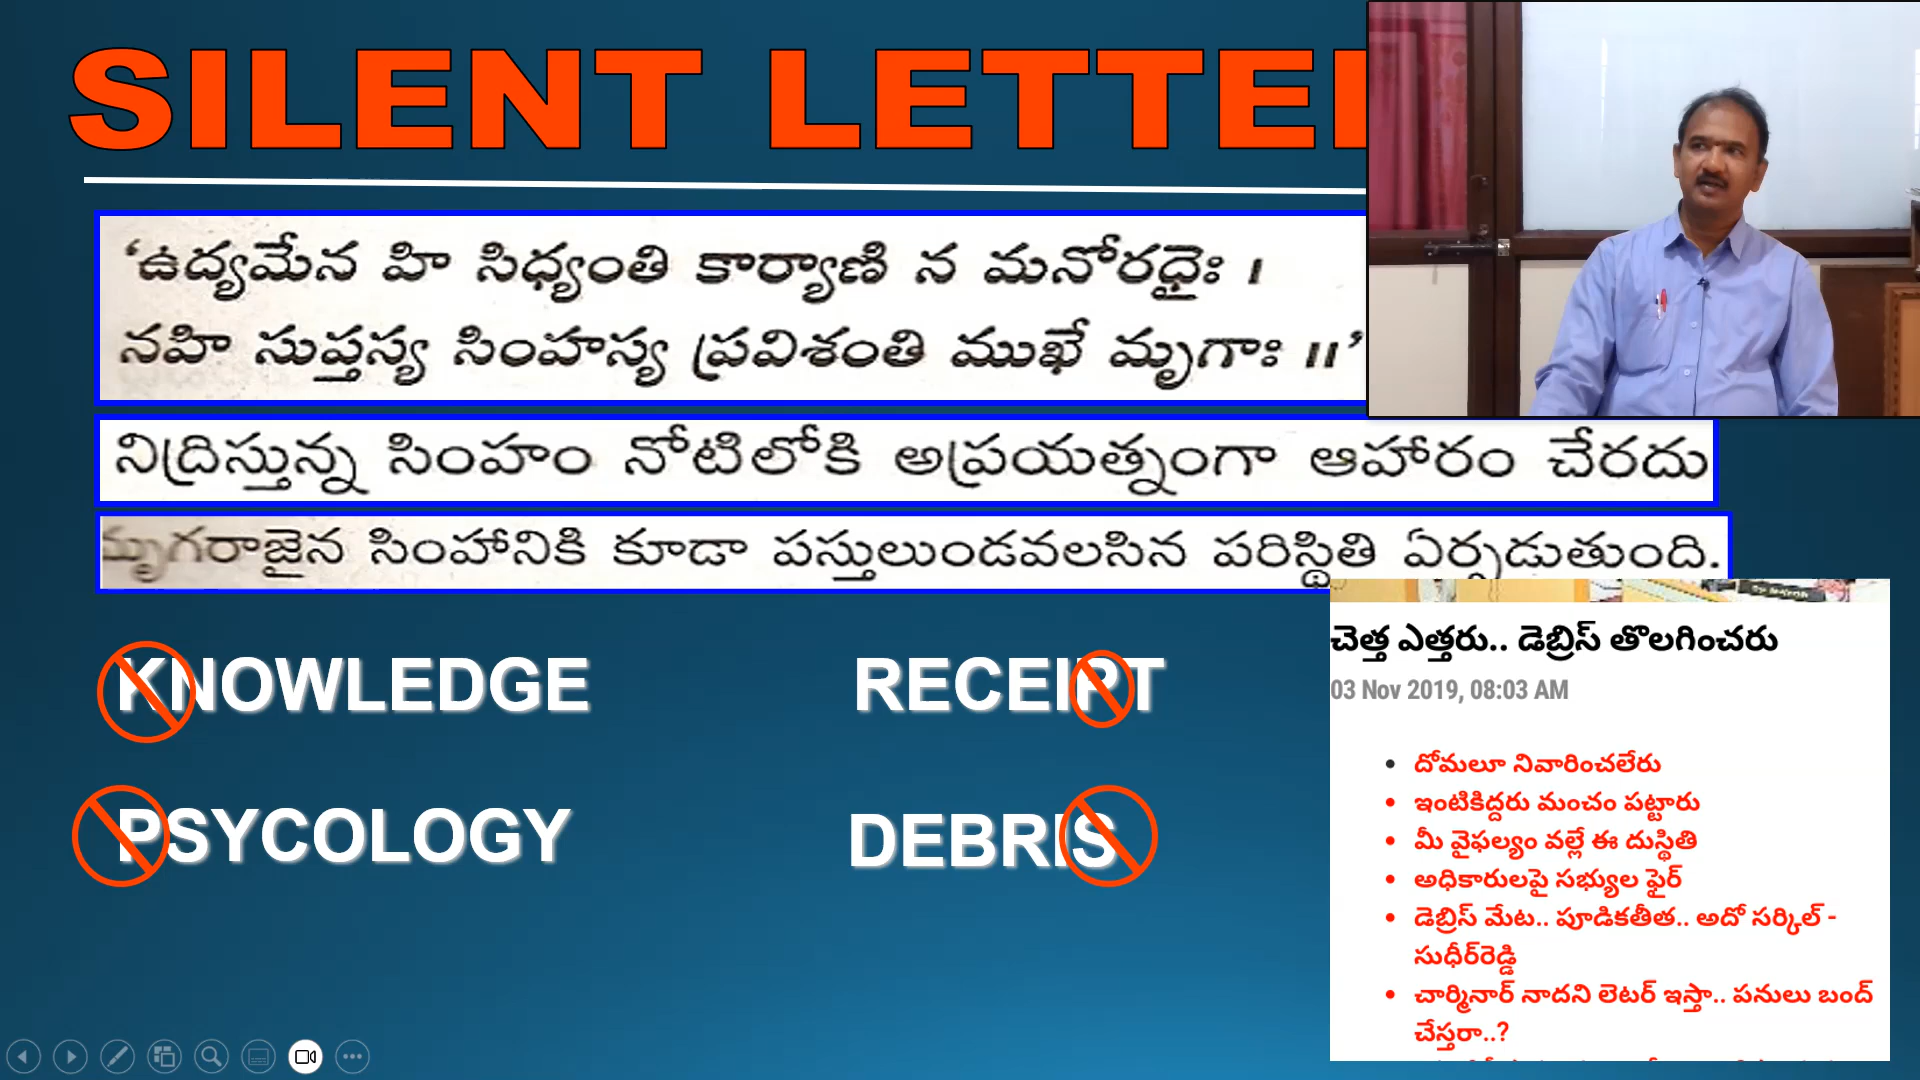 SILENT LETTE
‘ఉద్యమేన హి సిధ్యంతి కార్యాణి న మనోరథైః ।
నహి సుప్తస్య సింహస్య ప్రవిశంతి ముఖే మృగాః ॥’
నిద్రిస్తున్న సింహం నోటిలోకి అప్రయత్నంగా ఆహారం చేరదు
మృగరాజైన సింహానికి కూడా పస్తులుండవలసిన పరిస్థితి ఏర్పడుతుంది.
KNOWLEDGE
RECEIPT
PSYCOLOGY
DEBRIS
చెత్త ఎత్తరు.. డెబ్రిస్ తొలగించరు
03 Nov 2019, 08:03 AM
• దోమలూ నివారించలేరు
• ఇంటికిద్దరు మంచం పట్టారు
• మీ వైఫల్యం వల్లే ఈ దుస్థితి
• అధికారులపై సభ్యుల ఫైర్
• డెబ్రిస్ మేట.. పూడికతీత.. అదో సర్కిల్ -
సుధీర్‌రెడ్డి
• చార్మినార్ నాదని లెటర్ ఇస్తా.. పనులు బంద్
చేస్తరా..?